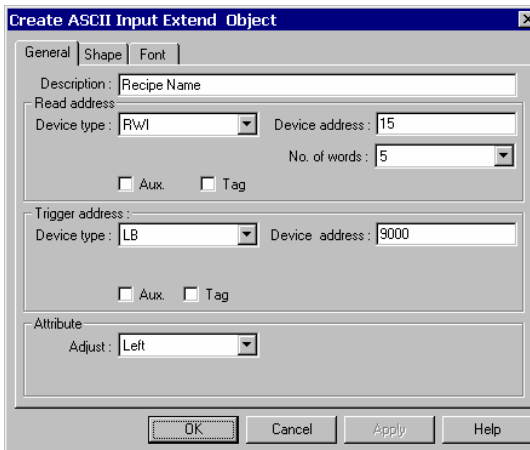 Create ASCII Input Extend Object
General Shape Font
Description : Recipe Name
Read address
Device type : RWI Device address : 15
No. of words : 5
Aux. Tag
Trigger address :
Device type : LB Device address : 9000
Aux. Tag
Attribute
Adjust : Left
OK Cancel Apply Help